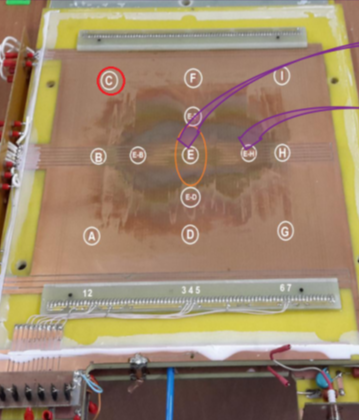 C F I
E-
B E-B E E-H H
E-D
A D G
12 345 67